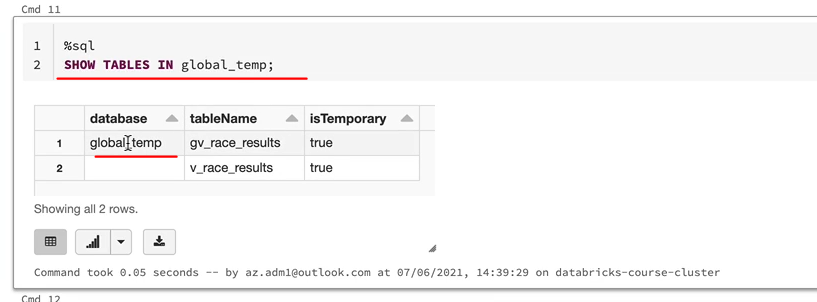 Cmd 11
1 %sql
2 SHOW TABLES IN global_temp;
database tableName isTemporary
1 global_temp gv_race_results true
2 v_race_results true
Showing all 2 rows.
Command took 0.05 seconds -- by az.adm1@outlook.com at 07/06/2021, 14:39:29 on databricks-course-cluster
Cmd 12